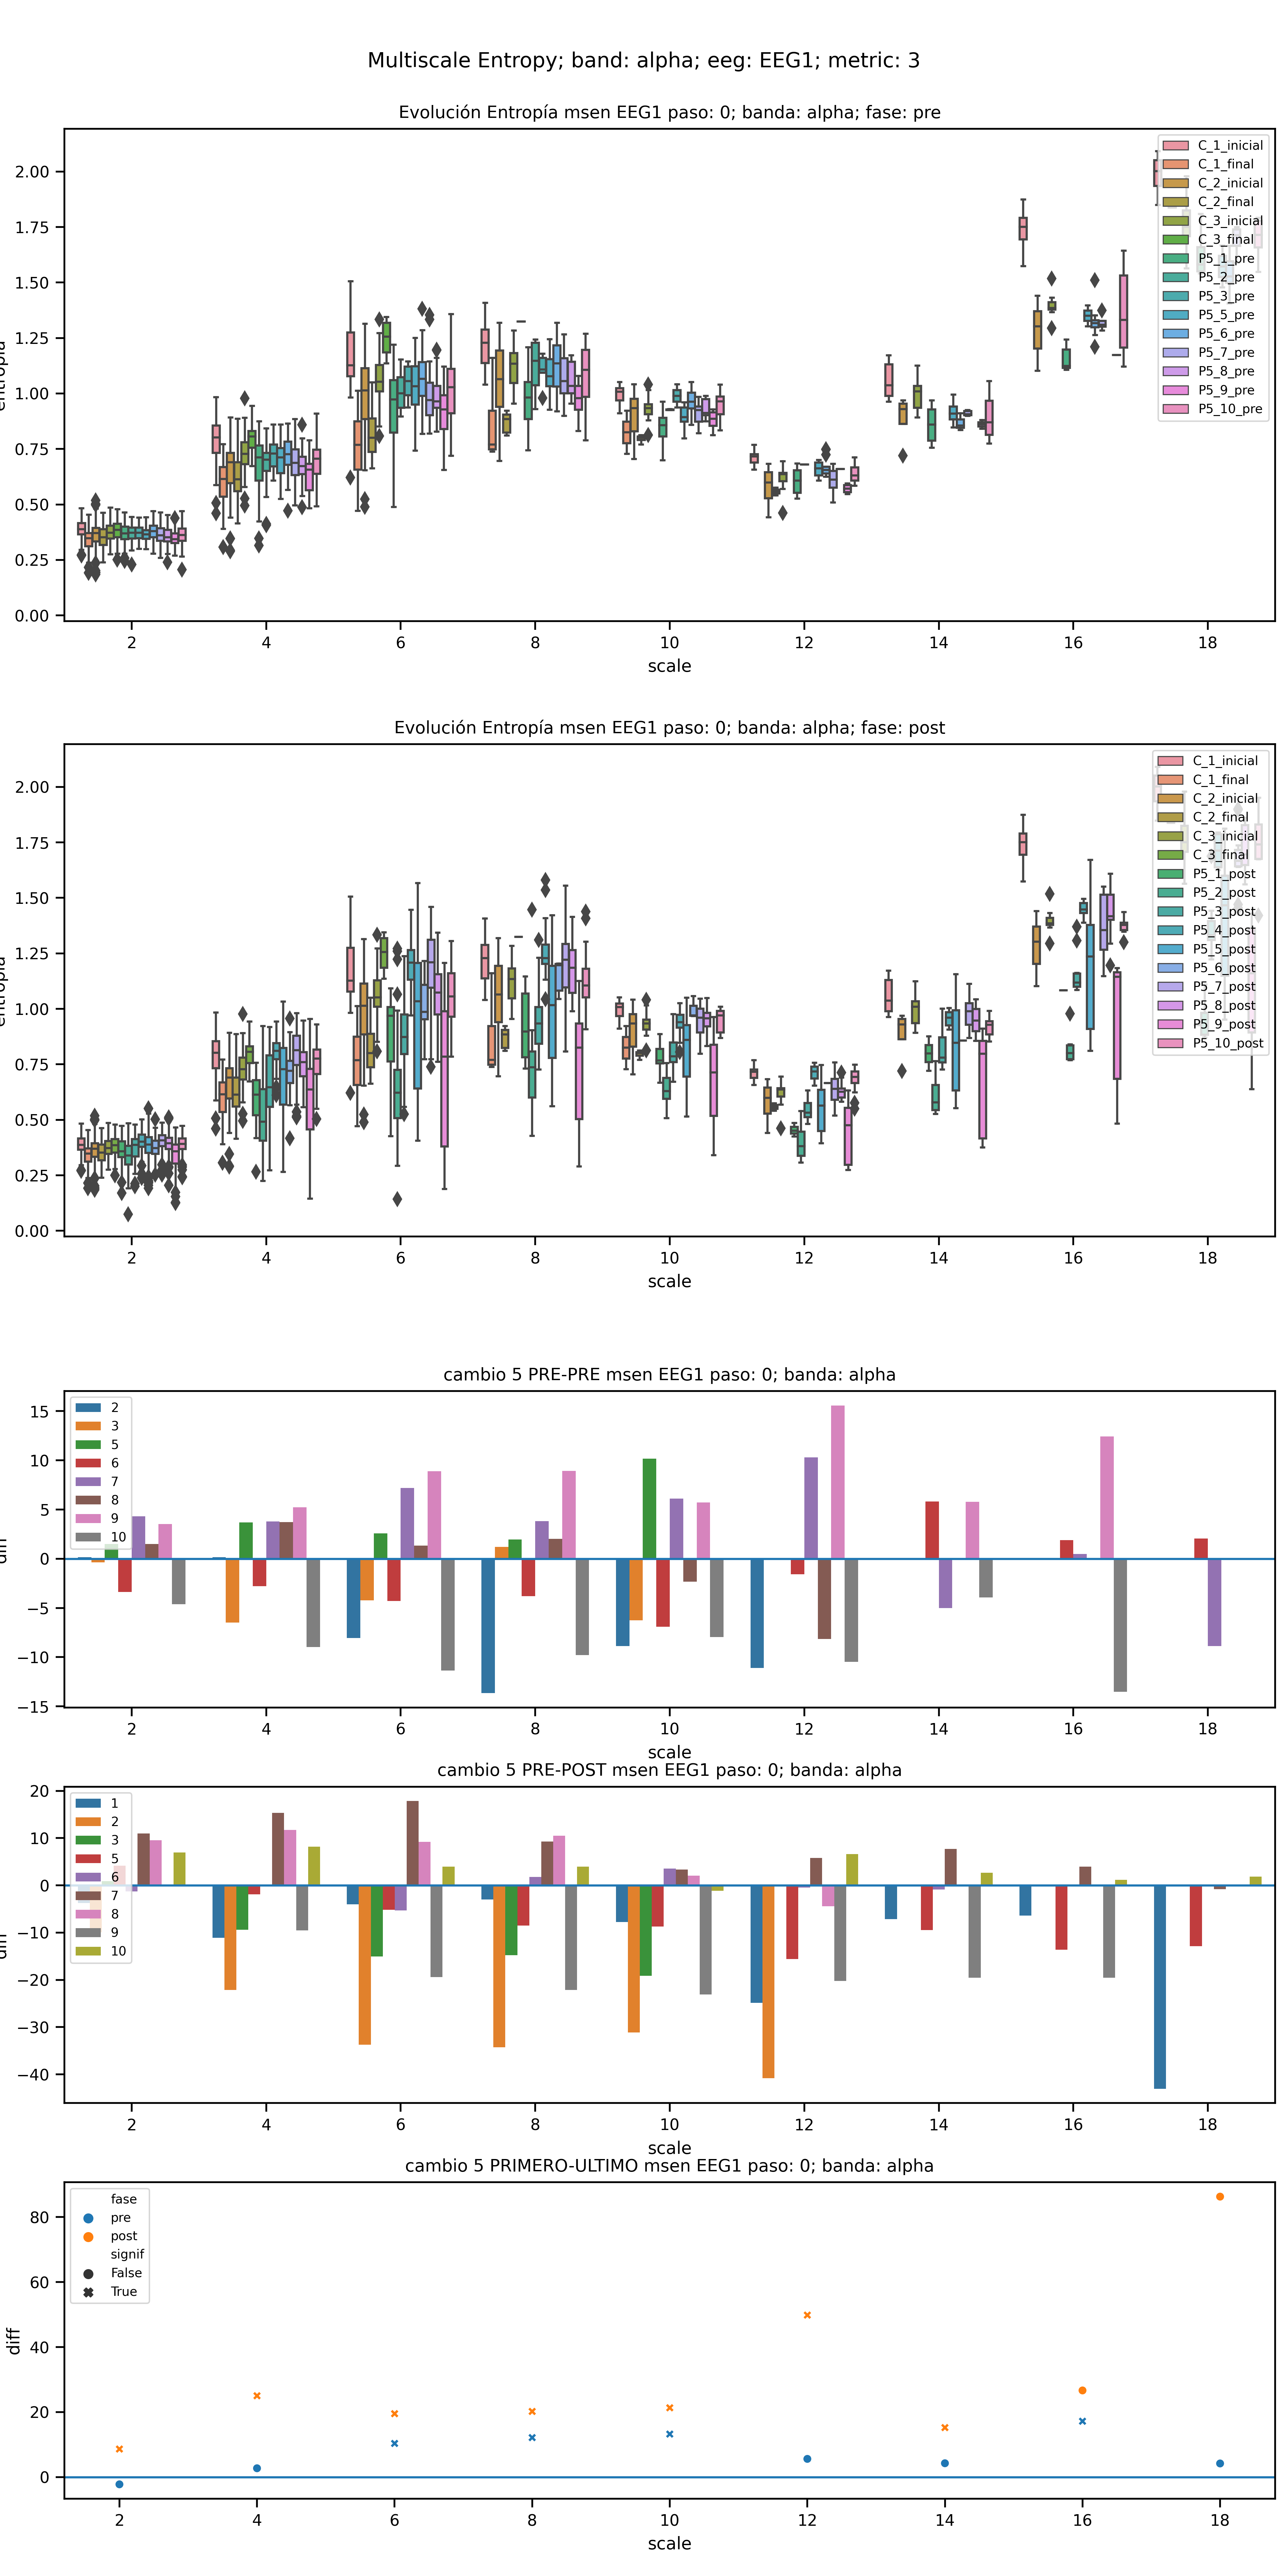 Multiscale Entropy; band: alpha; eeg: EEG1; metric: 3
Evolución Entropía msen EEG1 paso: 0; banda: alpha; fase: pre
2.00
1.75
1.50
1.25
1.00
0.75
0.50
0.25
0.00
C_1_inicial
C_1_final
C_2_inicial
C_2_final
C_3_inicial
C_3_final
P5_1_pre
P5_2_pre
P5_3_pre
P5_5_pre
P5_6_pre
P5_7_pre
P5_8_pre
P5_9_pre
P5_10_pre
2 4 6 8 10 12 14 16 18
scale
Evolución Entropía msen EEG1 paso: 0; banda: alpha; fase: post
2.00
1.75
1.50
1.25
1.00
0.75
0.50
0.25
0.00
C_1_inicial
C_1_final
C_2_inicial
C_2_final
C_3_inicial
C_3_final
P5_1_post
P5_2_post
P5_3_post
P5_4_post
P5_5_post
P5_6_post
P5_7_post
P5_8_post
P5_9_post
P5_10_post
2 4 6 8 10 12 14 16 18
scale
cambio 5 PRE-PRE msen EEG1 paso: 0; banda: alpha
15
10
5
0
−5
−10
−15
2
3
5
6
7
8
9
10
2 4 6 8 10 12 14 16 18
scale
cambio 5 PRE-POST msen EEG1 paso: 0; banda: alpha
20
10
0
−10
−20
−30
−40
1
2
3
5
6
7
8
9
10
2 4 6 8 10 12 14 16 18
scale
cambio 5 PRIMERO-ULTIMO msen EEG1 paso: 0; banda: alpha
diff
80
60
40
20
0
fase
pre
post
signif
False
True
2 4 6 8 10 12 14 16 18
scale